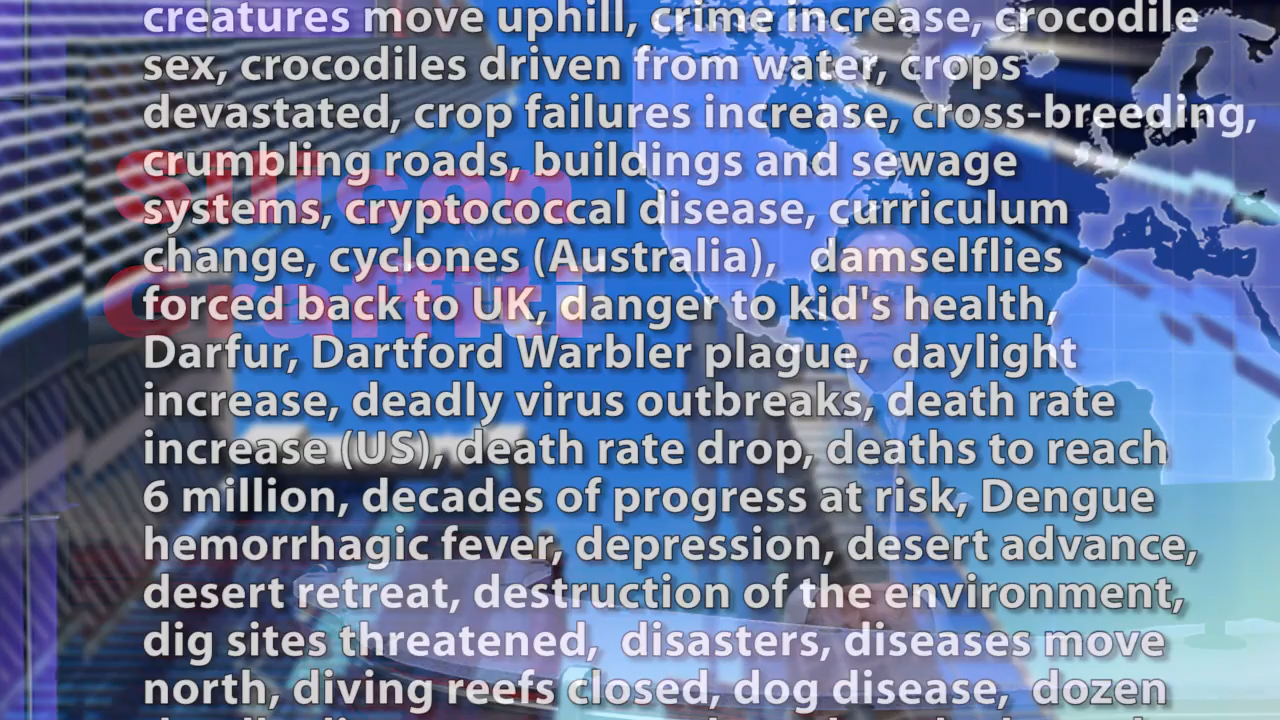 creatures move uphill, crime increase, crocodile
sex, crocodiles driven from water, crops
devastated, crop failures increase, cross-breeding,
crumbling roads, buildings and sewage
systems, cryptococcal disease, curriculum
change, cyclones (Australia), damselflies
forced back to UK, danger to kid's health,
Darfur, Dartford Warbler plague, daylight
increase, deadly virus outbreaks, death rate
increase (US), death rate drop, deaths to reach
6 million, decades of progress at risk, Dengue
hemorrhagic fever, depression, desert advance,
desert retreat, destruction of the environment,
dig sites threatened, disasters, diseases move
north, diving reefs closed, dog disease, dozen
Silicon
Graffiti